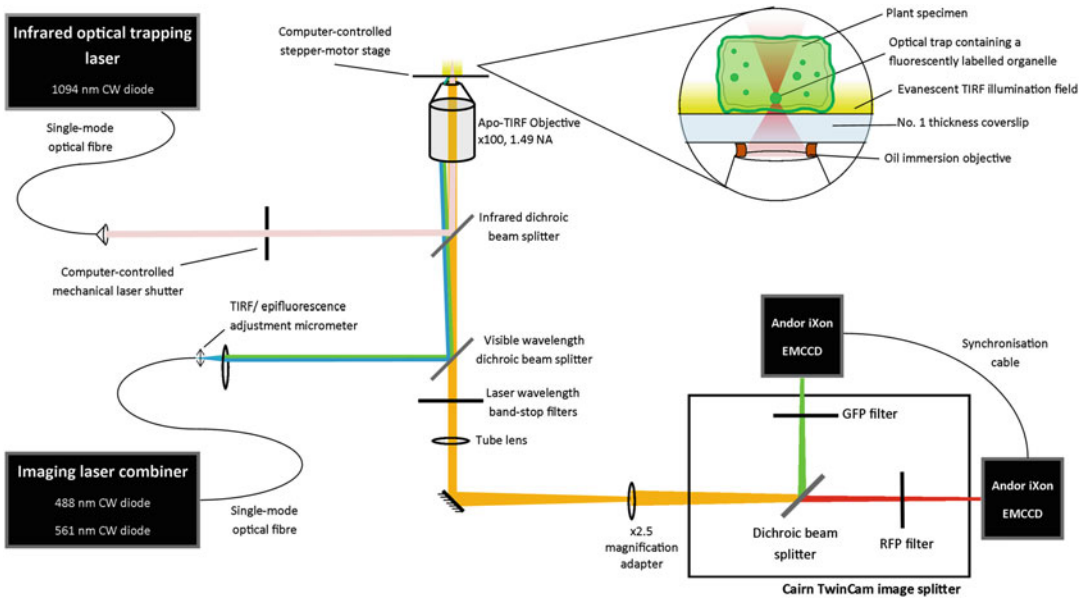 Infrared optical trapping
laser
1094 nm CW diode
Single-mode
optical fibre
Computer-controlled
mechanical laser shutter
Computer-controlled
stepper-motor stage
Apo-TIRF Objective
x100, 1.49 NA
Infrared dichroic
beam splitter
Plant specimen
Optical trap containing a
fluorescently labelled organelle
Evanescent TIRF illumination field
No. 1 thickness coverslip
Oil immersion objective
TIRF/ epifluorescence
adjustment micrometer
Visible wavelength
dichroic beam splitter
Laser wavelength
band-stop filters
Tube lens
Imaging laser combiner
488 nm CW diode
561 nm CW diode
Single-mode
optical fibre
x2.5
magnification
adapter
Andor iXon
EMCCD
Synchronisation
cable
GFP filter
Dichroic beam
splitter
RFP filter
Andor iXon
EMCCD
Cairn TwinCam image splitter